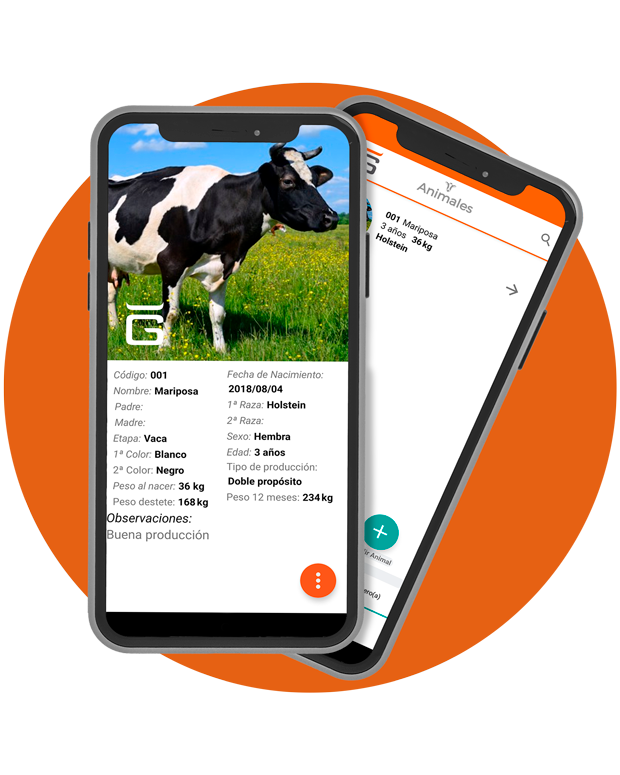 Código: 001
Nombre: Mariposa
Padre:
Madre:
Etapa: Vaca
1ª Color: Blanco
2ª Color: Negro
Peso al nacer: 36 kg
Peso destete: 168 kg
Fecha de Nacimiento:
2018/08/04
1ª Raza: Holstein
2ª Raza:
Sexo: Hembra
Edad: 3 años
Tipo de producción:
Doble propósito
Peso 12 meses: 234 kg
Observaciones:
Buena producción
G
Animales
001 Mariposa
3 años 36 kg
Holstein
Animal